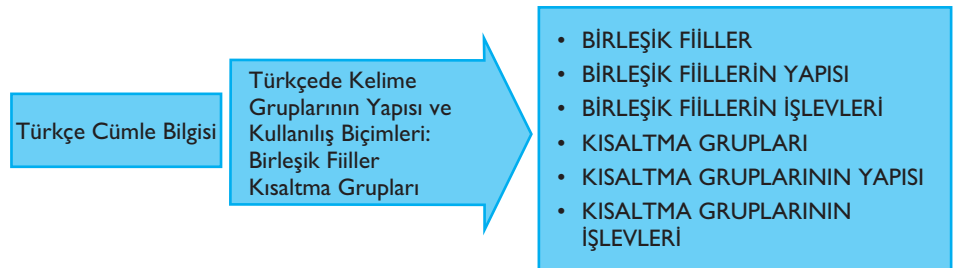 Türkçe Cümle Bilgisi
Türkçede Kelime
Gruplarının Yapısı ve
Kullanılış Biçimleri:
Birleşik Fiiller
Kısaltma Grupları
• BİRLEŞİK FİİLLER
• BİRLEŞİK FİİLLERİN YAPISI
• BİRLEŞİK FİİLLERİN İŞLEVLERİ
• KISALTMA GRUPLARI
• KISALTMA GRUPLARININ YAPISI
• KISALTMA GRUPLARININ
İŞLEVLERİ